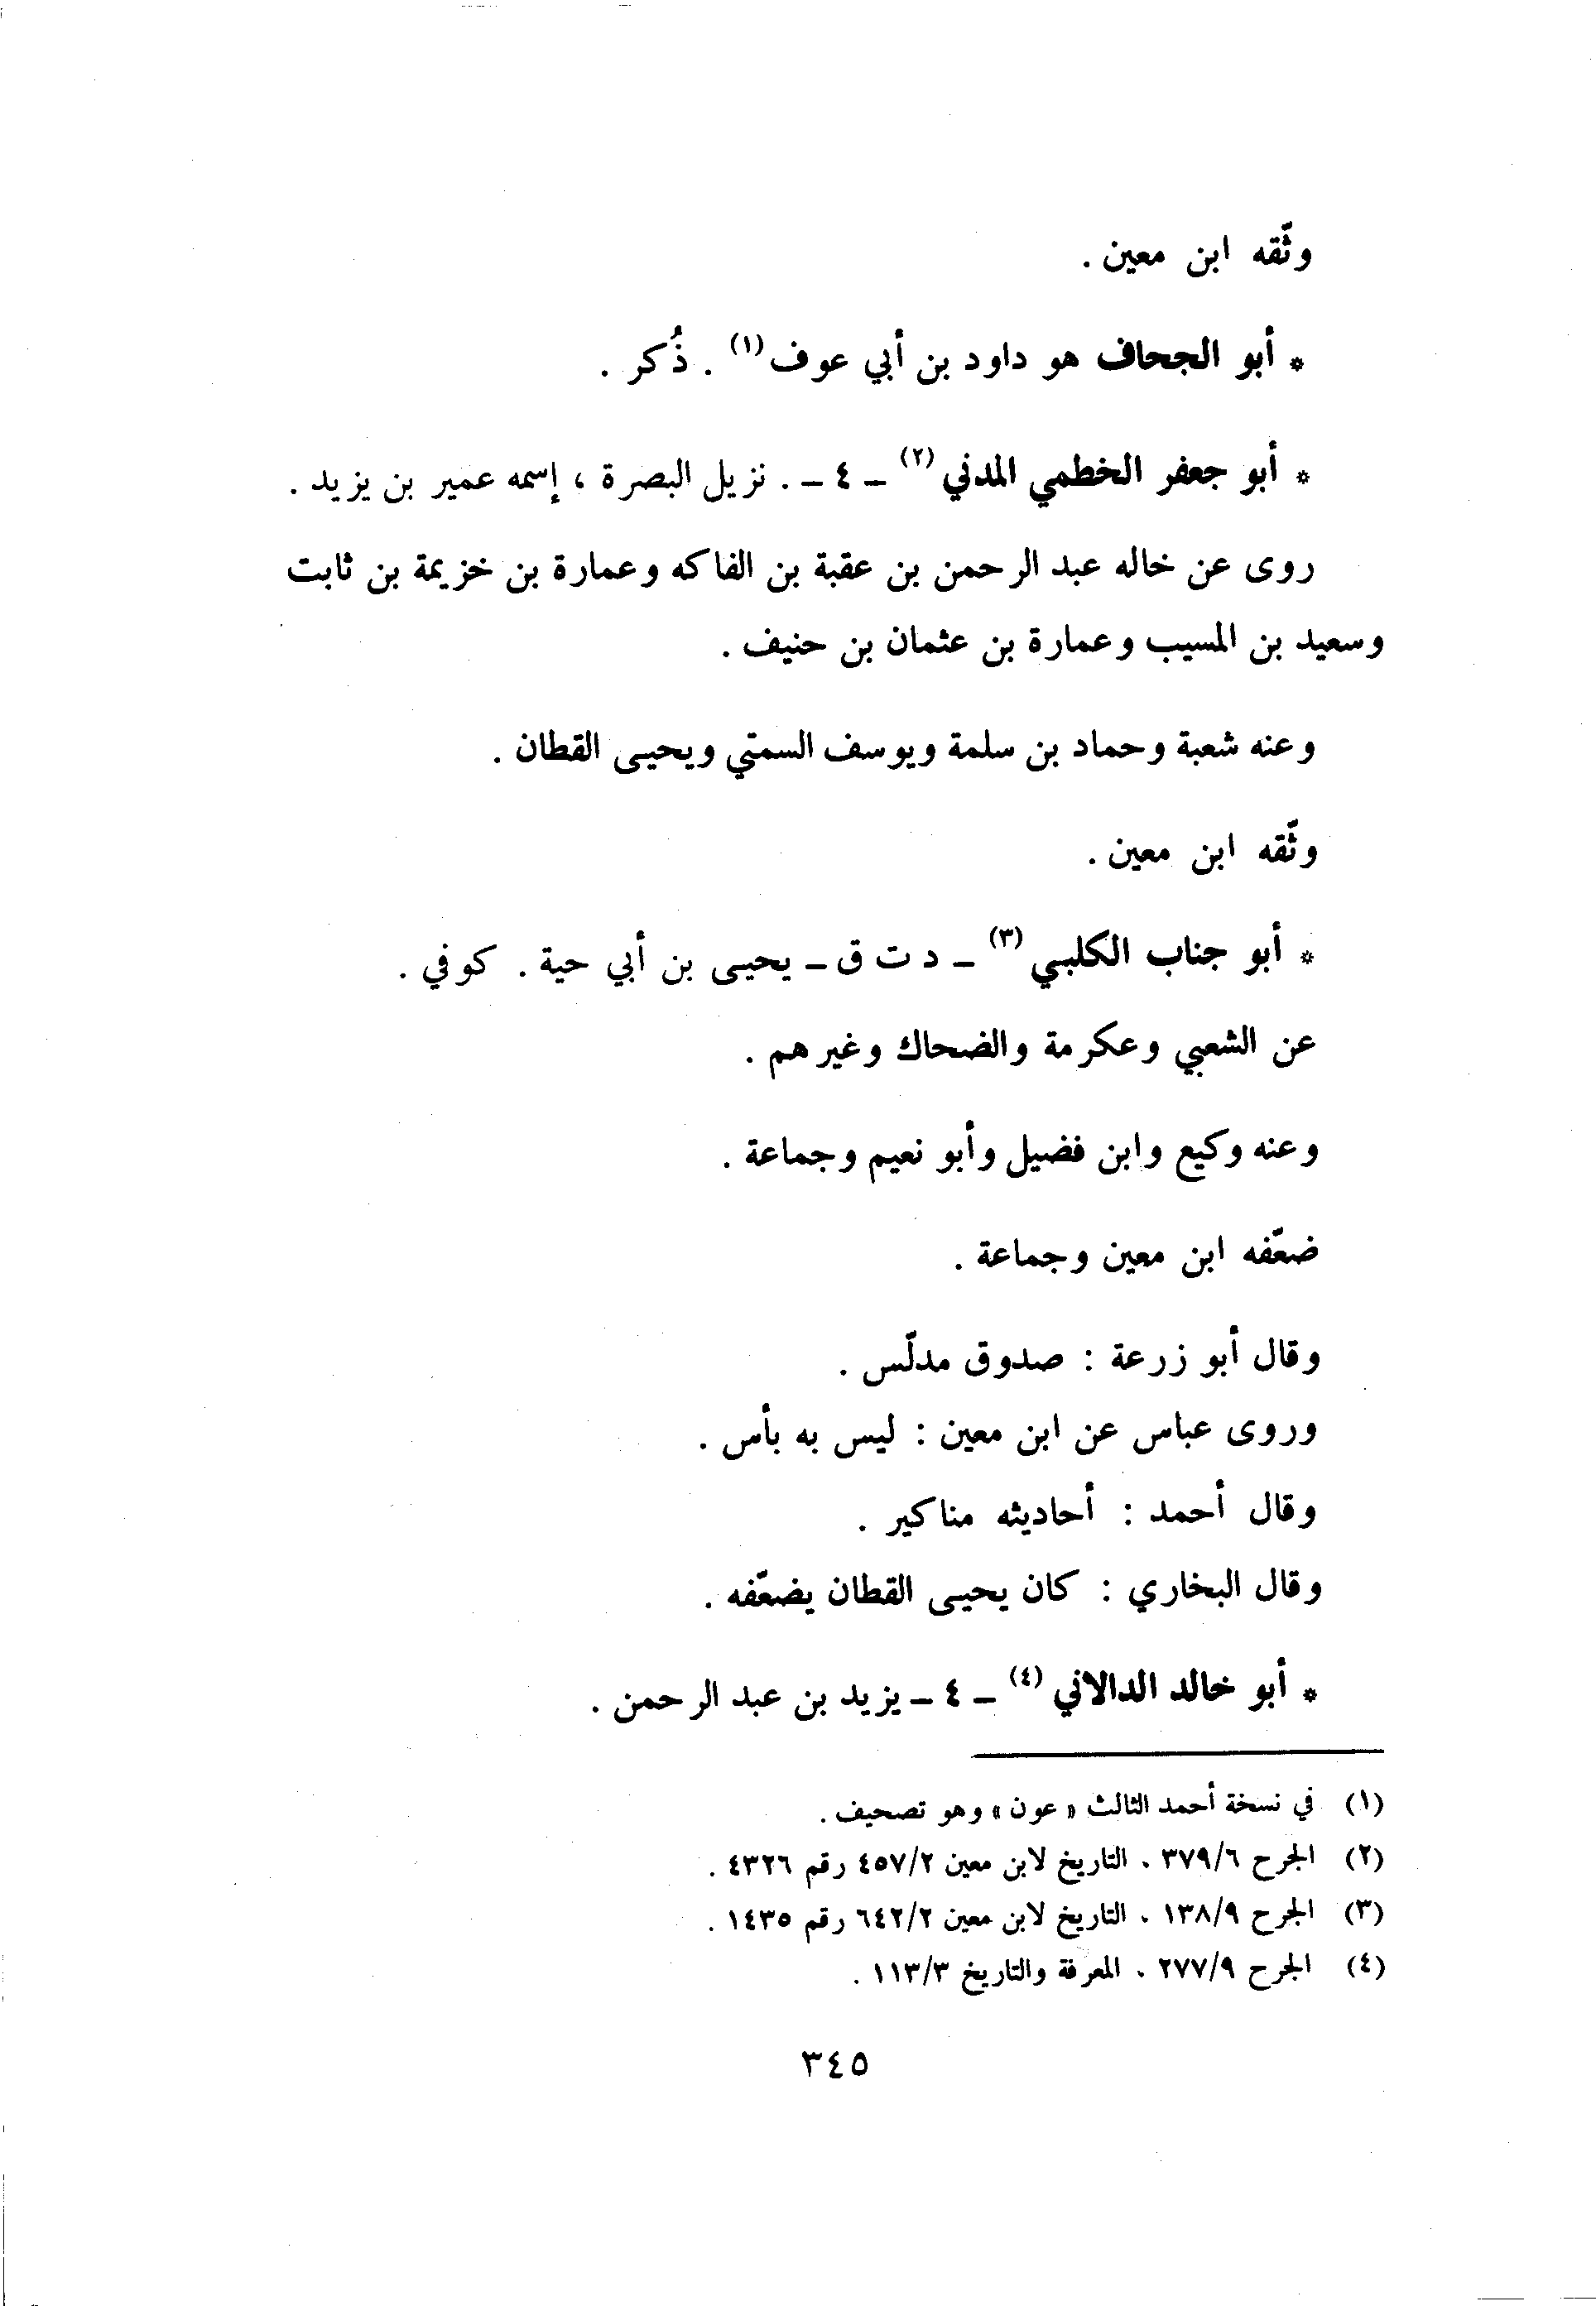 وثّقه ابن معين .
* أبو الجحاف هو داود بن أبي عوف (١) . ذُكر .
* أبو جعفر الخطمي المدني (٢) – ٤ – . نزيل البصرة ، إسمه عمير بن يزيد .
روى عن خاله عبد الرحمن بن عقبة بن الفاكه وعمارة بن خزيمة بن ثابت
وسعيد بن المسيب وعمارة بن عثمان بن حنيف .
وعنه شعبة وحماد بن سلمة ويوسف السمتي ويحيى القطان .
وثّقه ابن معين .
* أبو جناب الكلبي (٣) – د ت ق – يحيى بن أبي حية . كوفي .
عن الشعبي وعكرمة والضحاك وغيرهم .
وعنه وكيع وابن فضيل وأبو نعيم وجماعة .
ضعّفه ابن معين وجماعة .
وقال أبو زرعة : صدوق مدلّس .
وروى عباس عن ابن معين : ليس به بأس .
وقال أحمد : أحاديثه مناكير .
وقال البخاري : كان يحيى القطان يضعّفه .
* أبو خالد الدالاني (٤) – ٤ – يزيد بن عبد الرحمن .
(١) في نسخة أحمد الثالث « عون » وهو تصحيف .
(٢) الجرح ٣٧٩/٦ . التاريخ لابن معين ٤٥٧/٢ رقم ٤٣٢٦ .
(٣) الجرح ١٣٨/٩ . التاريخ لابن معين ٦٤٢/٢ رقم ١٤٣٥ .
(٤) الجرح ٢٧٧/٩ . المعرفة والتاريخ ١١٣/٣ .
٣٤٥